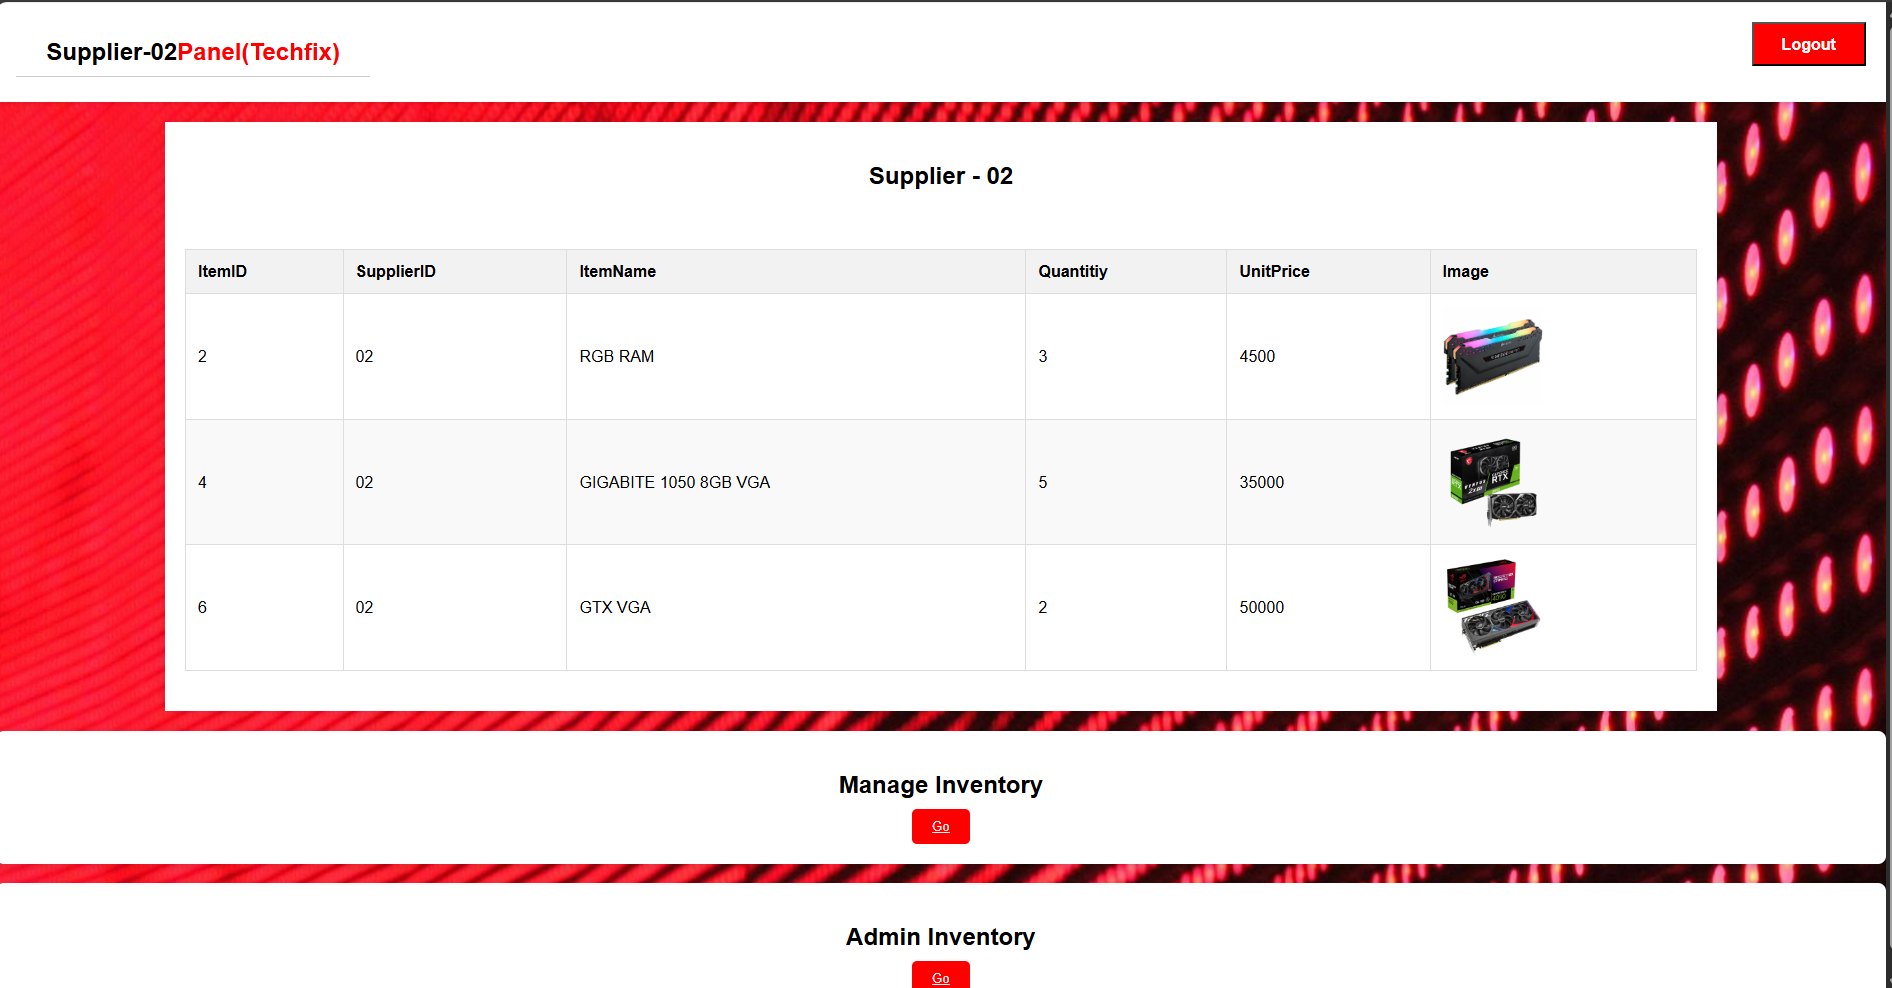 Supplier-02Panel(Techfix)
Logout
Supplier - 02
ItemID SupplierID ItemName Quantitiy UnitPrice Image
2 02 RGB RAM 3 4500
4 02 GIGABITE 1050 8GB VGA 5 35000
RTX
6 02 GTX VGA 2 50000
Manage Inventory
Go
Admin Inventory
Go